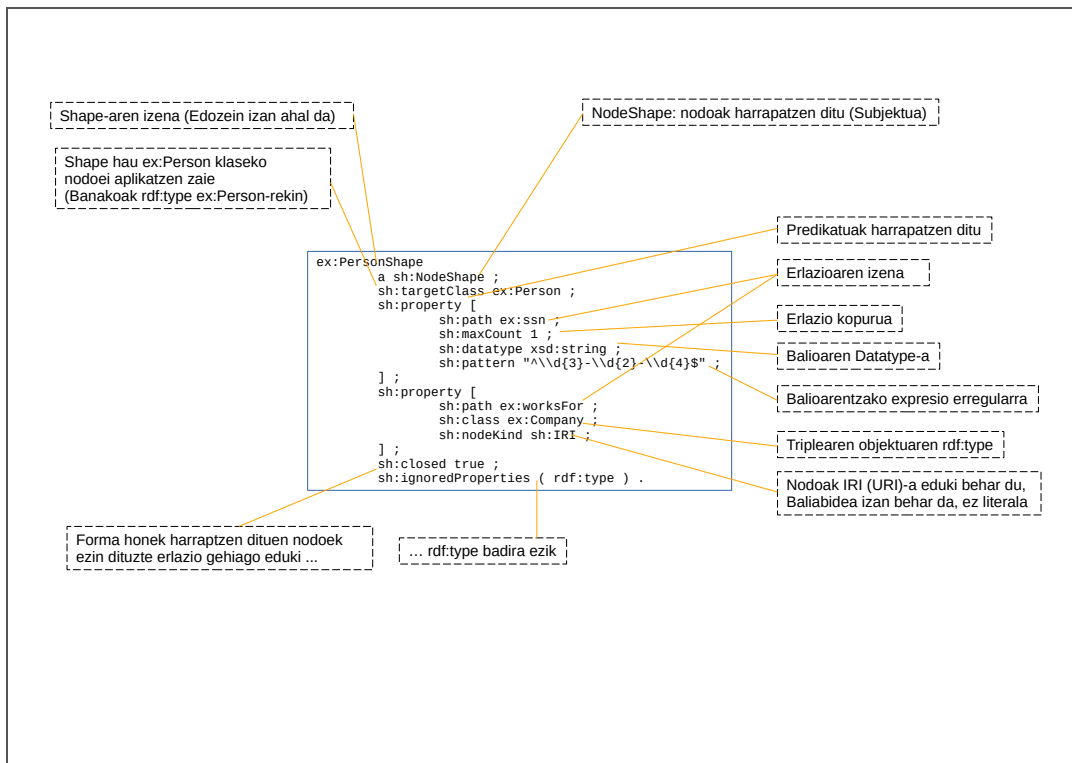 Shape-aren izena (Edozein izan ahal da)
NodeShape: nodoak harrapatzen ditu (Subjektua)
Shape hau ex:Person klaseko
nodoei aplikatzen zaie
(Banakoak rdf:type ex:Person-rekin)
Predikatuak harrapatzen ditu
Erlazioaren izena
Erlazio kopurua
Balioaren Datatype-a
Balioarentzako expresio erregularra
Triplearen objektuaren rdf:type
Nodoak IRI (URI)-a eduki behar du,
Baliabidea izan behar da, ez literala
ex:PersonShape
a sh:NodeShape ;
sh:targetClass ex:Person ;
sh:property [
sh:path ex:ssn ;
sh:maxCount 1 ;
sh:datatype xsd:string ;
sh:pattern "^\\d{3}-\\d{2}-\\d{4}$" ;
] ;
sh:property [
sh:path ex:worksFor ;
sh:class ex:Company ;
sh:nodeKind sh:IRI ;
] ;
sh:closed true ;
sh:ignoredProperties ( rdf:type ) .
Forma honek harraptzen dituen nodoek
ezin dituzte erlazio gehiago eduki ...
… rdf:type badira ezik